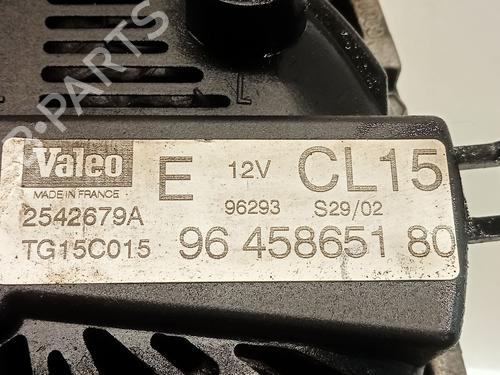 L
B-PARTS
Valeo E 12V CL15
MADE IN FRANCE
2542679A 96293 S29/02
TG15C015 96 458651 80